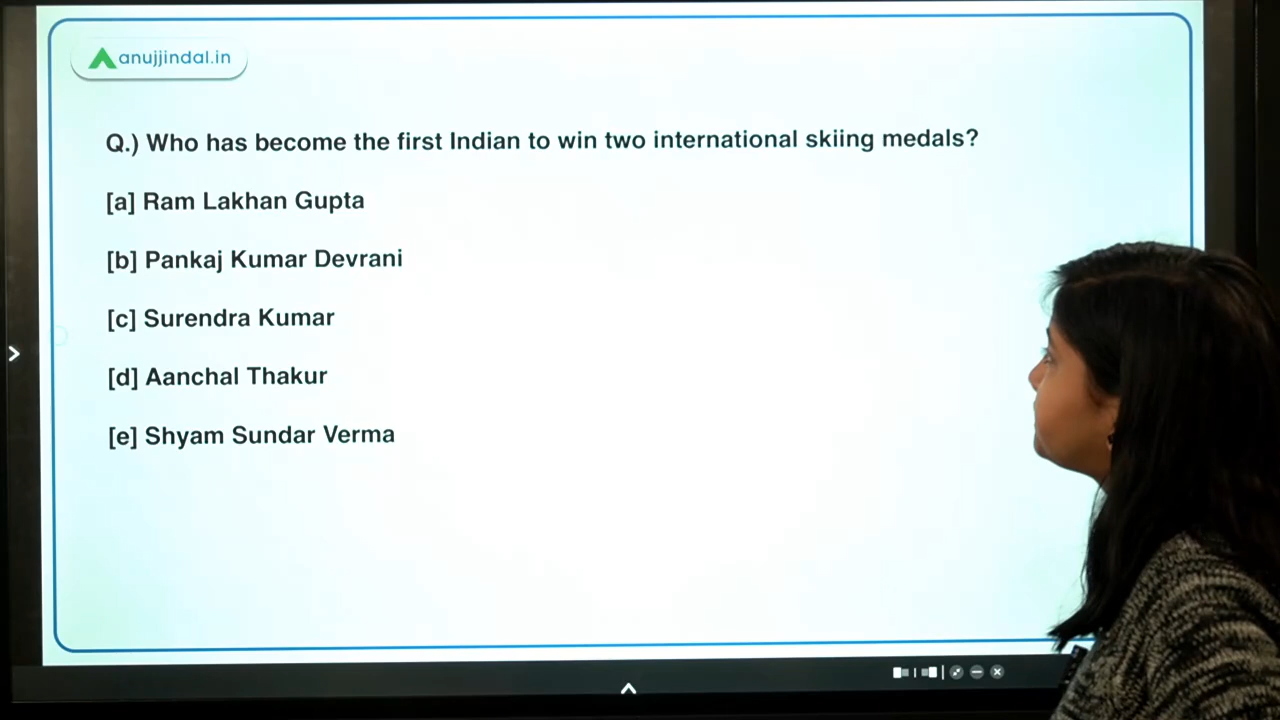 anujjindal.in
Q.) Who has become the first Indian to win two international skiing medals?
[a] Ram Lakhan Gupta
[b] Pankaj Kumar Devrani
[c] Surendra Kumar
[d] Aanchal Thakur
[e] Shyam Sundar Verma